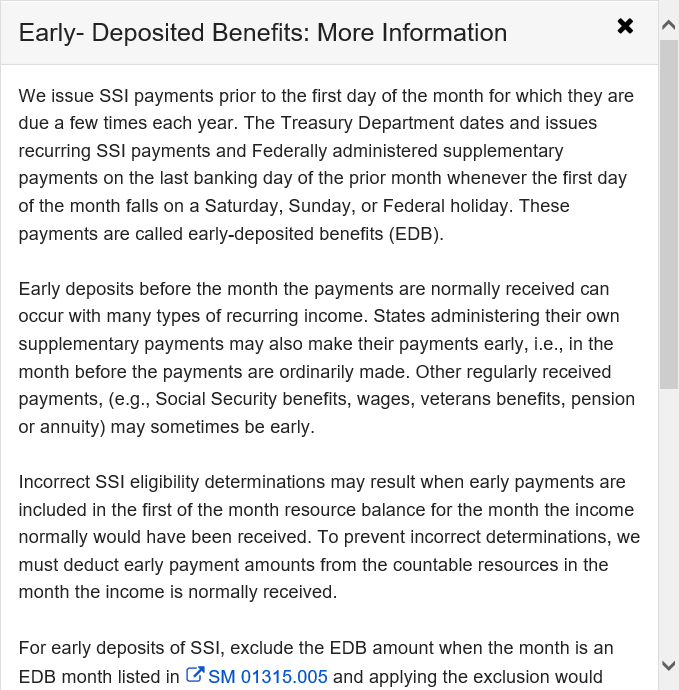 Early- Deposited Benefits: More Information
We issue SSI payments prior to the first day of the month for which they are
due a few times each year. The Treasury Department dates and issues
recurring SSI payments and Federally administered supplementary
payments on the last banking day of the prior month whenever the first day
of the month falls on a Saturday, Sunday, or Federal holiday. These
payments are called early-deposited benefits (EDB).
Early deposits before the month the payments are normally received can
occur with many types of recurring income. States administering their own
supplementary payments may also make their payments early, i.e., in the
month before the payments are ordinarily made. Other regularly received
payments, (e.g., Social Security benefits, wages, veterans benefits, pension
or annuity) may sometimes be early.
Incorrect SSI eligibility determinations may result when early payments are
included in the first of the month resource balance for the month the income
normally would have been received. To prevent incorrect determinations, we
must deduct early payment amounts from the countable resources in the
month the income is normally received.
For early deposits of SSI, exclude the EDB amount when the month is an
EDB month listed in SM 01315.005 and applying the exclusion would